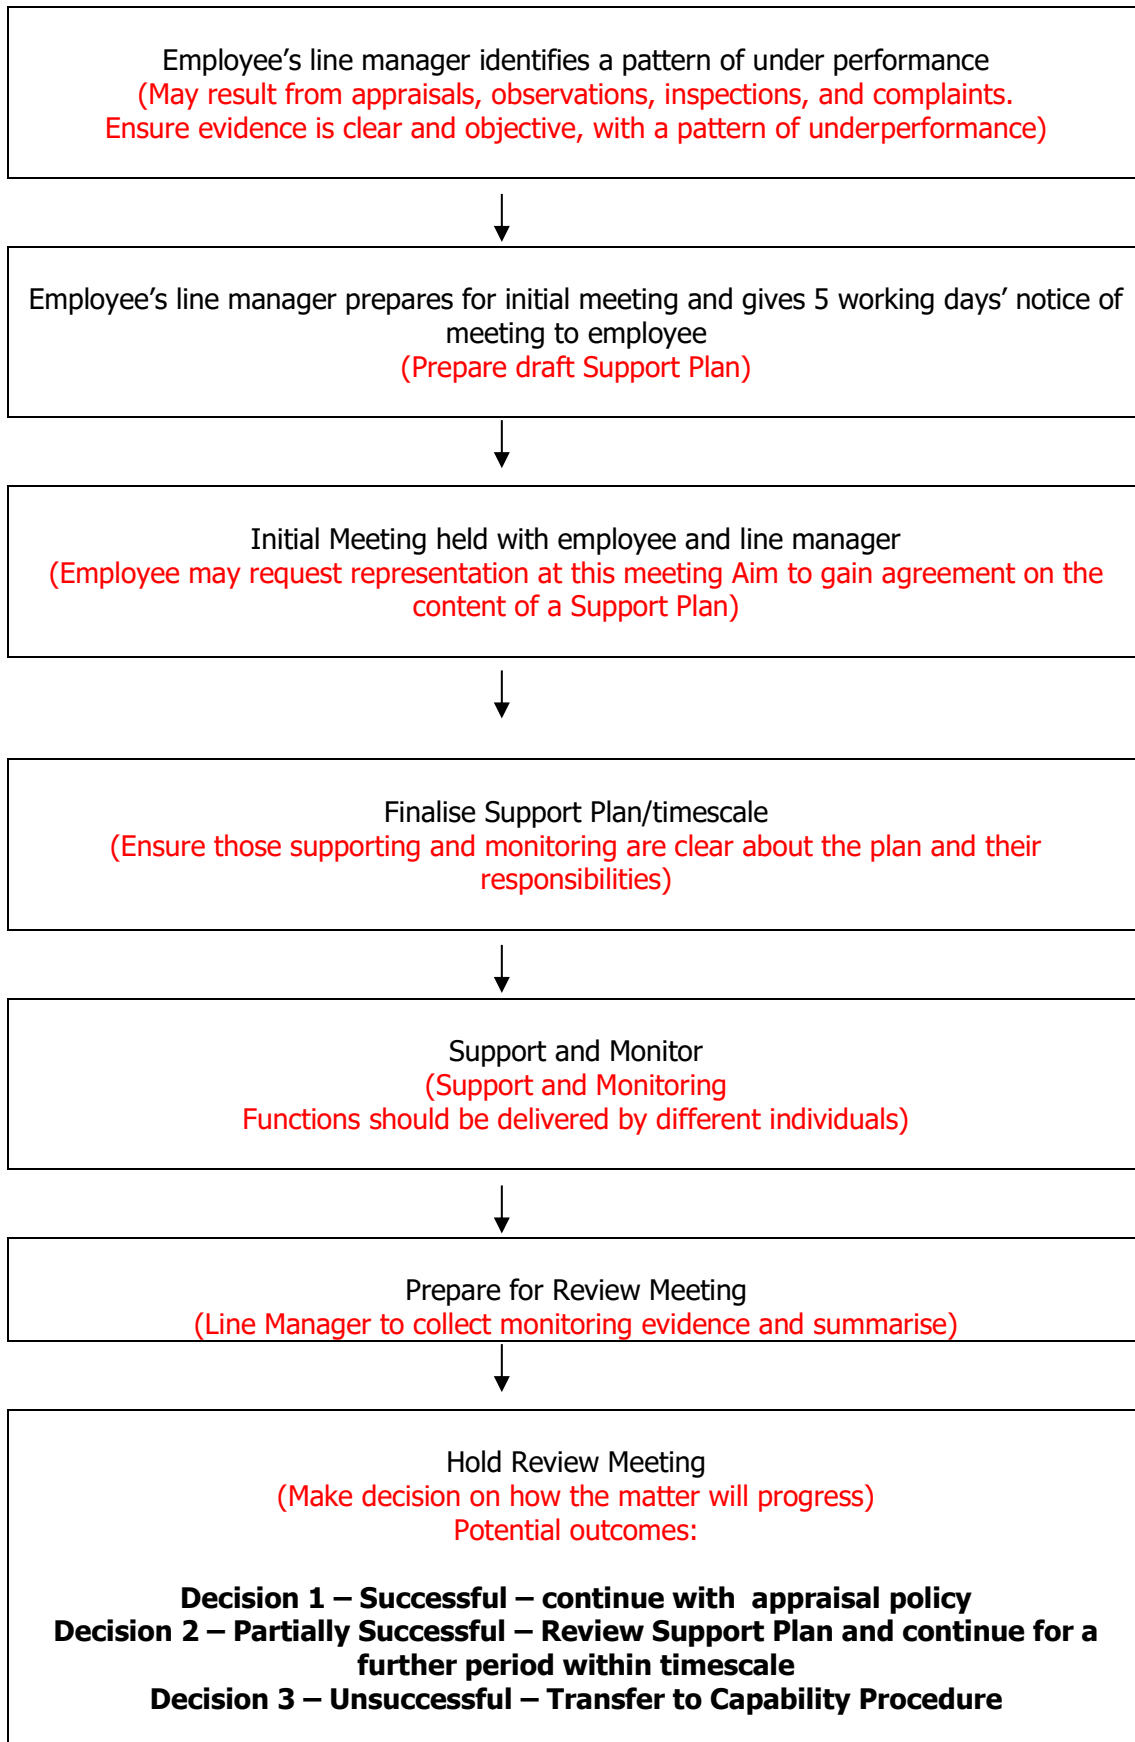 Employee’s line manager identifies a pattern of under performance
(May result from appraisals, observations, inspections, and complaints.
Ensure evidence is clear and objective, with a pattern of underperformance)
Employee’s line manager prepares for initial meeting and gives 5 working days’ notice of
meeting to employee
(Prepare draft Support Plan)
Initial Meeting held with employee and line manager
(Employee may request representation at this meeting Aim to gain agreement on the
content of a Support Plan)
Finalise Support Plan/timescale
(Ensure those supporting and monitoring are clear about the plan and their
responsibilities)
Support and Monitor
(Support and Monitoring
Functions should be delivered by different individuals)
Prepare for Review Meeting
(Line Manager to collect monitoring evidence and summarise)
Hold Review Meeting
(Make decision on how the matter will progress)
Potential outcomes:
Decision 1 – Successful – continue with appraisal policy
Decision 2 – Partially Successful – Review Support Plan and continue for a
further period within timescale
Decision 3 – Unsuccessful – Transfer to Capability Procedure